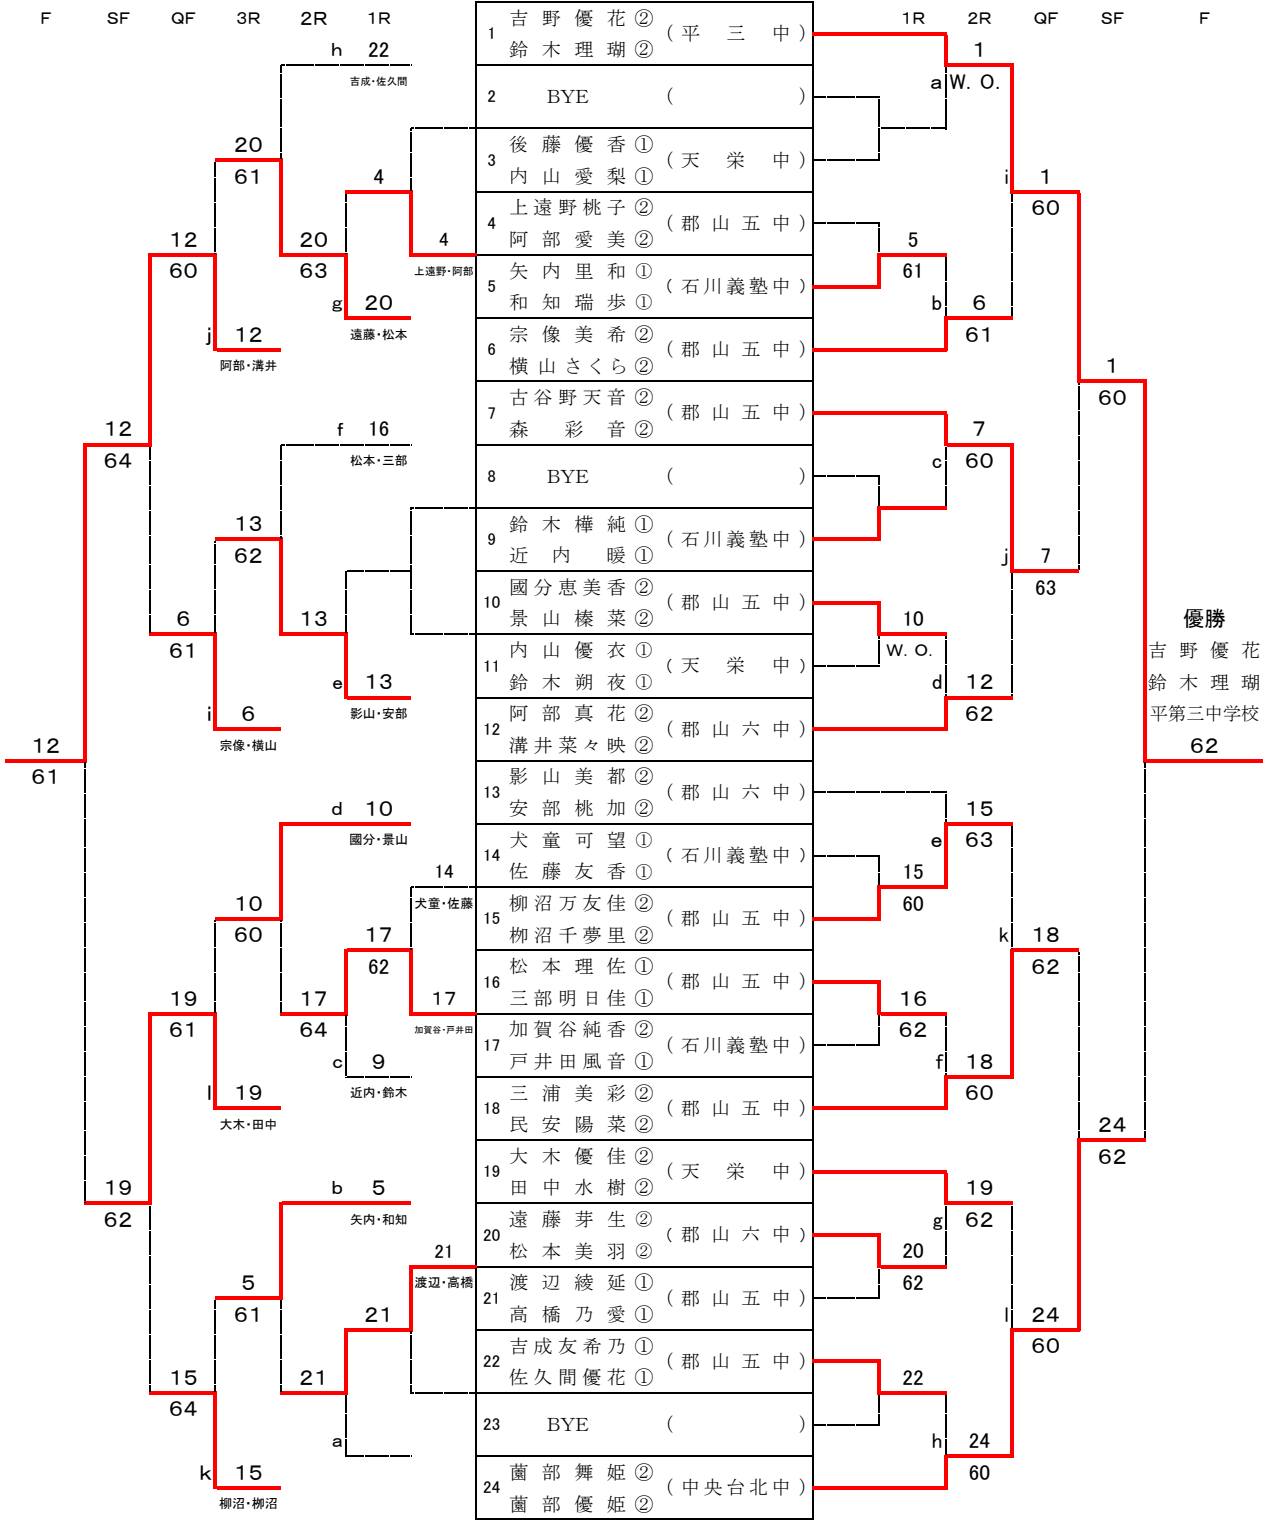 F SF QF 3R 2R 1R
1R 2R QF SF F
1 吉野優花② 鈴木理瑚② (平三中)
2 BYE ( )
3 後藤優香① 内山愛梨① (天栄中)
4 上遠野桃子② 阿部愛美② (郡山五中)
5 矢内里和① 和知瑞歩① (石川義塾中)
6 宗像美希② 横山さくら② (郡山五中)
7 古谷野天音② 森彩音② (郡山五中)
8 BYE ( )
9 鈴木樺純① 近内暖① (石川義塾中)
10 國分恵美香② 景山榛菜② (郡山五中)
11 内山優衣① 鈴木朔夜① (天栄中)
12 阿部真花② 溝井菜々映② (郡山六中)
13 影山美都② 安部桃加② (郡山六中)
14 犬童可望① 佐藤友香① (石川義塾中)
15 柳沼万友佳② 栁沼千夢里② (郡山五中)
16 松本理佐① 三部明日佳① (郡山五中)
17 加賀谷純香② 戸井田風音① (石川義塾中)
18 三浦美彩② 民安陽菜② (郡山五中)
19 大木優佳② 田中水樹② (天栄中)
20 遠藤芽生② 松本美羽② (郡山六中)
21 渡辺綾延① 高橋乃愛① (郡山五中)
22 吉成友希乃① 佐久間優花① (郡山五中)
23 BYE ( )
24 薗部舞姫② 薗部優姫② (中央台北中)
h 22
吉成・佐久間
20
61
4
12
60
20
63
4
上遠野・阿部
g 20
遠藤・松本
j 12
阿部・溝井
12
64
f 16
松本・三部
13
62
6
61
13
e 13
影山・安部
i 6
宗像・横山
12
61
d 10
國分・景山
14
犬童・佐藤
10
60
17
62
19
61
17
64
17
加賀谷・戸井田
c 9
近内・鈴木
l 19
大木・田中
19
62
b 5
矢内・和知
21
渡辺・高橋
5
61
21
15
64
21
a
k 15
柳沼・栁沼
1
a W.O.
i 1
60
5
61
b 6
61
1
60
7
c 60
j 7
63
10
W.O.
d 12
62
優勝
吉野優花
鈴木理瑚
平第三中学校
62
15
e 63
15
60
k 18
62
16
62
f 18
60
24
62
19
g 62
20
62
l 24
60
22
h 24
60